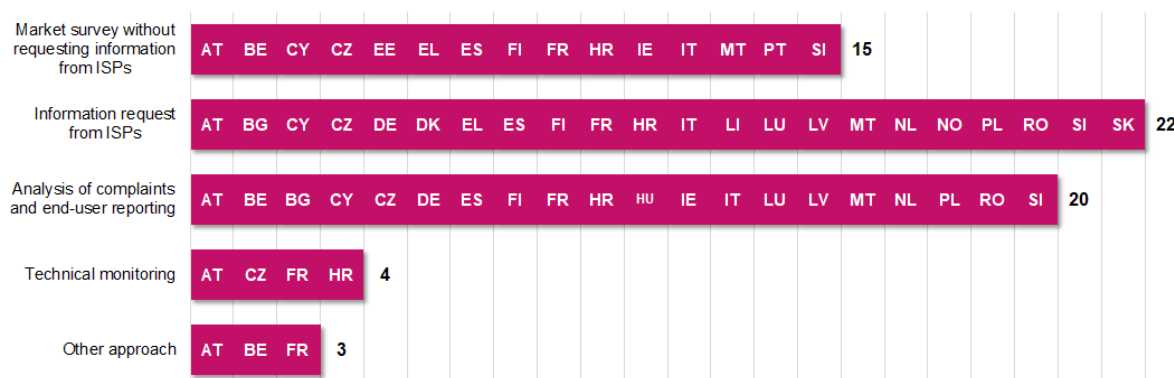 Market survey without
requesting information
from ISPs
AT BE CY CZ EE EL ES FI FR HR IE IT MT PT SI 15
Information request
from ISPs
AT BG CY CZ DE DK EL ES FI FR HR IT LI LU LV MT NL NO PL RO SI SK 22
Analysis of complaints
and end-user reporting
AT BE BG CY CZ DE ES FI FR HR HU IE IT LU LV MT NL PL RO SI 20
Technical monitoring
AT CZ FR HR 4
Other approach
AT BE FR 3